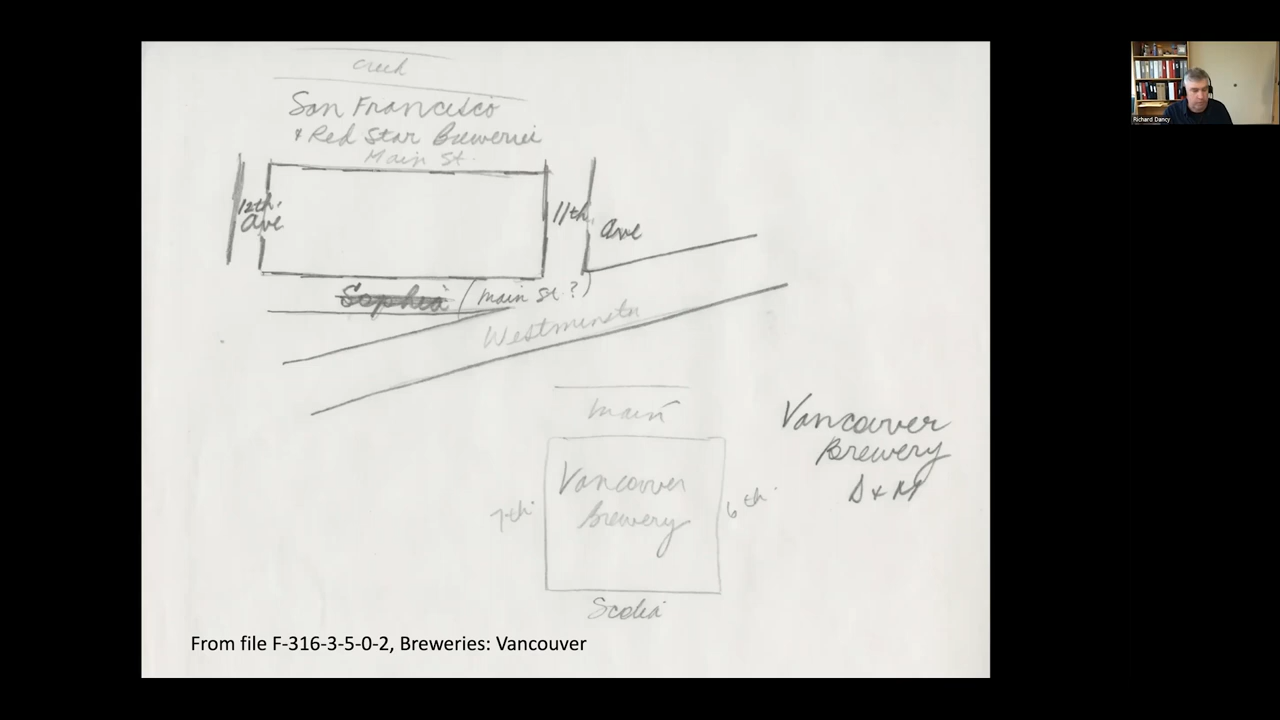 Creek
San Francisco
& Red Star Breweries
Main St.
12th.
Ave
11th.
Ave
Sophia (Main St.?)
Westminster
Main
Vancouver
Brewery
7th.
6th.
Scotia
Vancouver
Brewery
D & M
From file F-316-3-5-0-2, Breweries: Vancouver
Richard Dancy